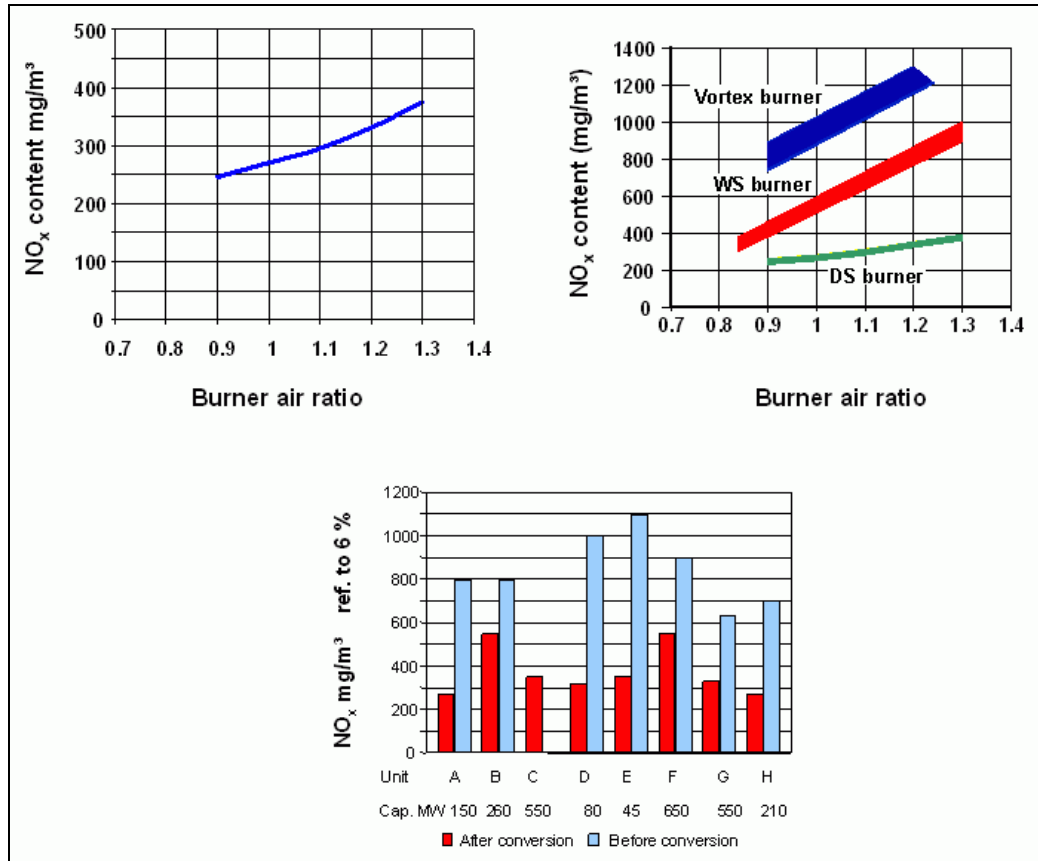 500
400
300
200
100
0
NOx content mg/m³
0.7 0.8 0.9 1 1.1 1.2 1.3 1.4
Burner air ratio
1400
1200
1000
800
600
400
200
0
NOx content (mg/m³)
Vortex burner
WS burner
DS burner
0.7 0.8 0.9 1 1.1 1.2 1.3 1.4
Burner air ratio
1200
1000
800
600
400
200
0
NOx mg/m³ ref. to 6 %
Unit A B C D E F G H
Cap. MW 150 260 550 80 45 650 550 210
After conversion Before conversion